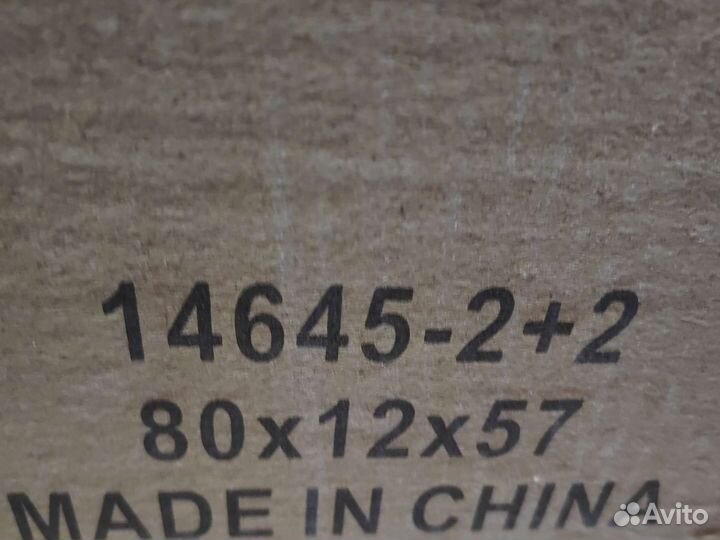 14645-2+2
80x12x57
MADE IN CHINA
Avito